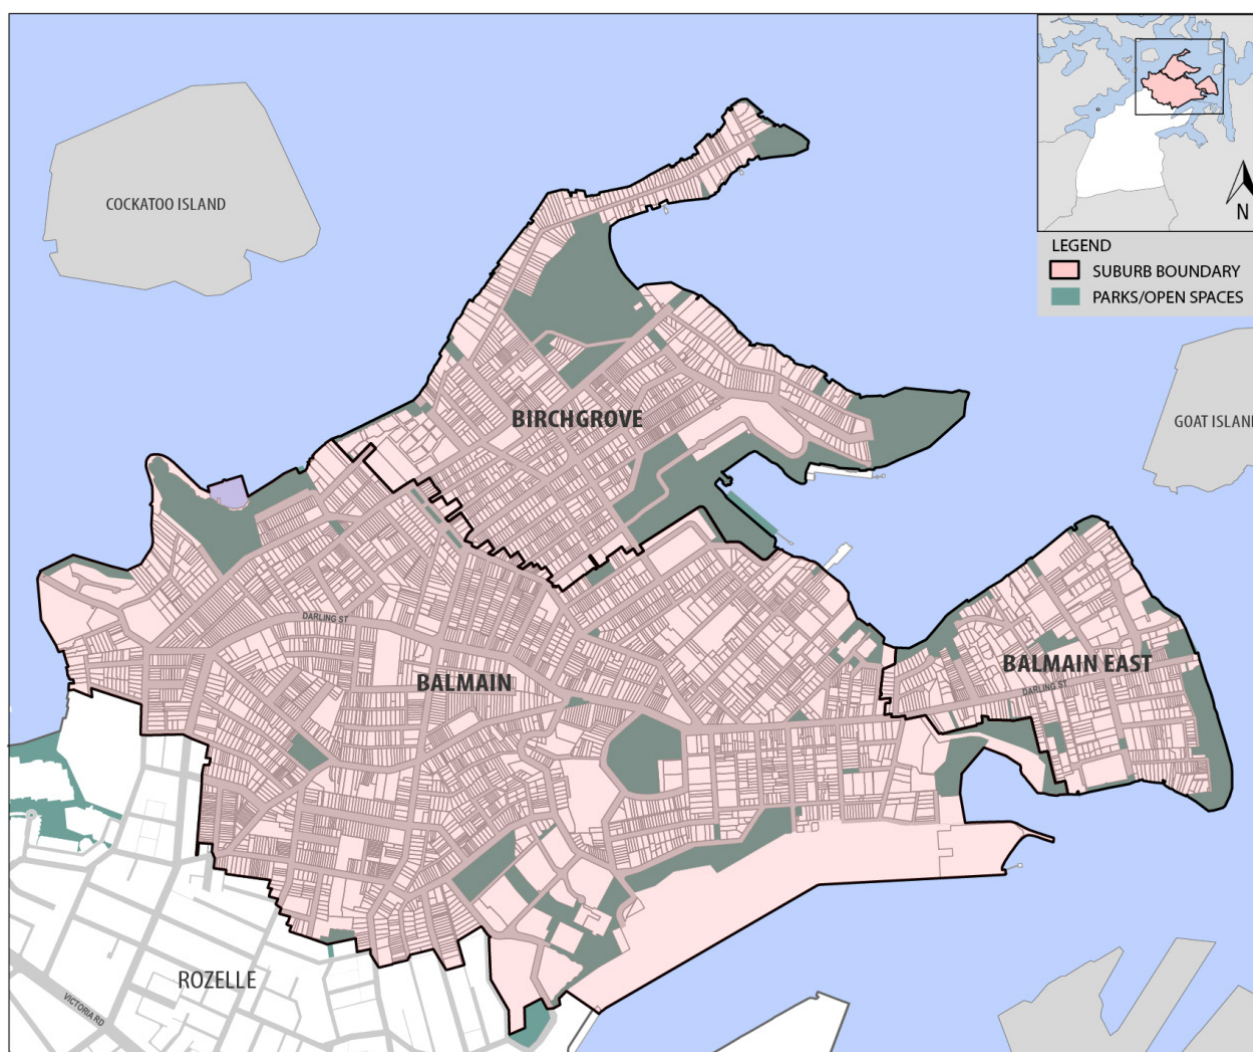 COCKATOO ISLAND
N
LEGEND
SUBURB BOUNDARY
PARKS/OPEN SPACES
GOAT ISLAND
BIRCHGROVE
DARLING ST
BALMAIN
BALMAIN EAST
DARLING ST
ROZELLE
VICTORIA RD